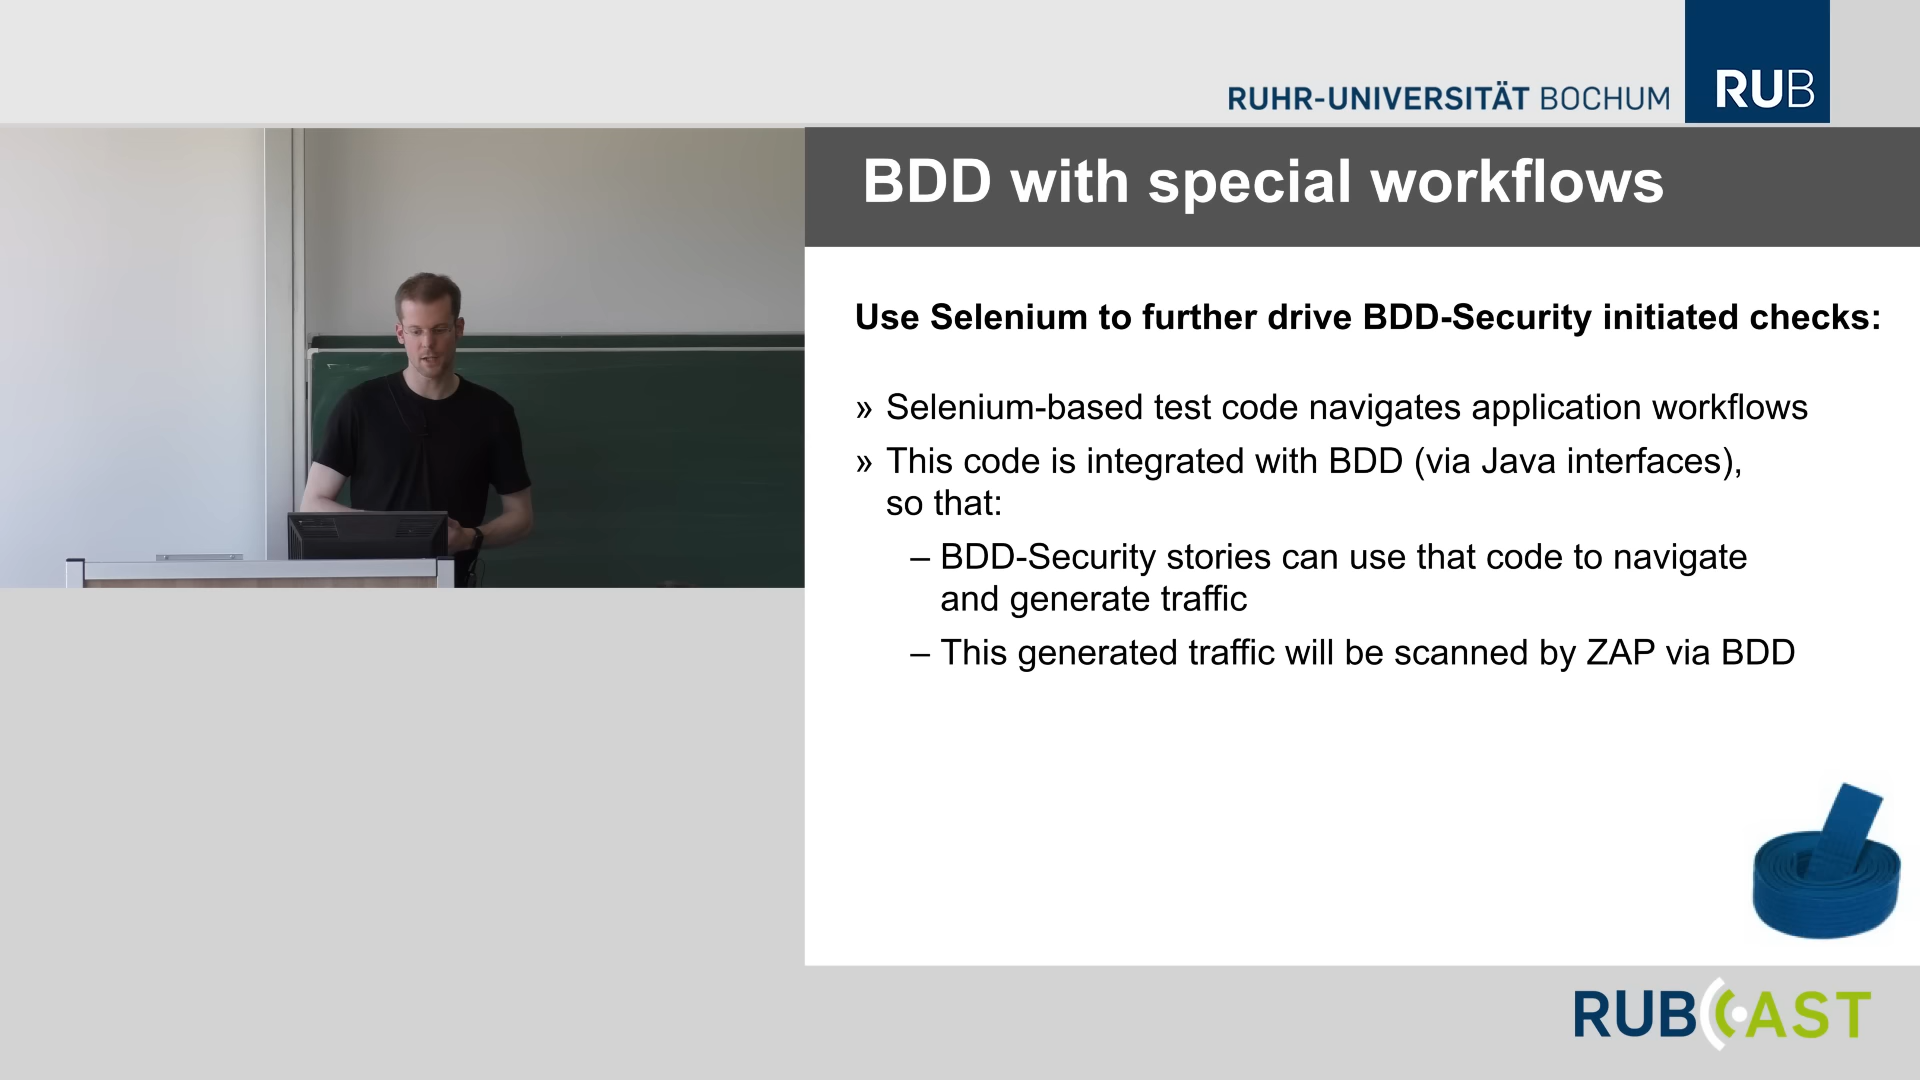 RUHR-UNIVERSITÄT BOCHUM
RUB
BDD with special workflows
Use Selenium to further drive BDD-Security initiated checks:
» Selenium-based test code navigates application workflows
» This code is integrated with BDD (via Java interfaces),
so that:
– BDD-Security stories can use that code to navigate
and generate traffic
– This generated traffic will be scanned by ZAP via BDD
RUBCAST